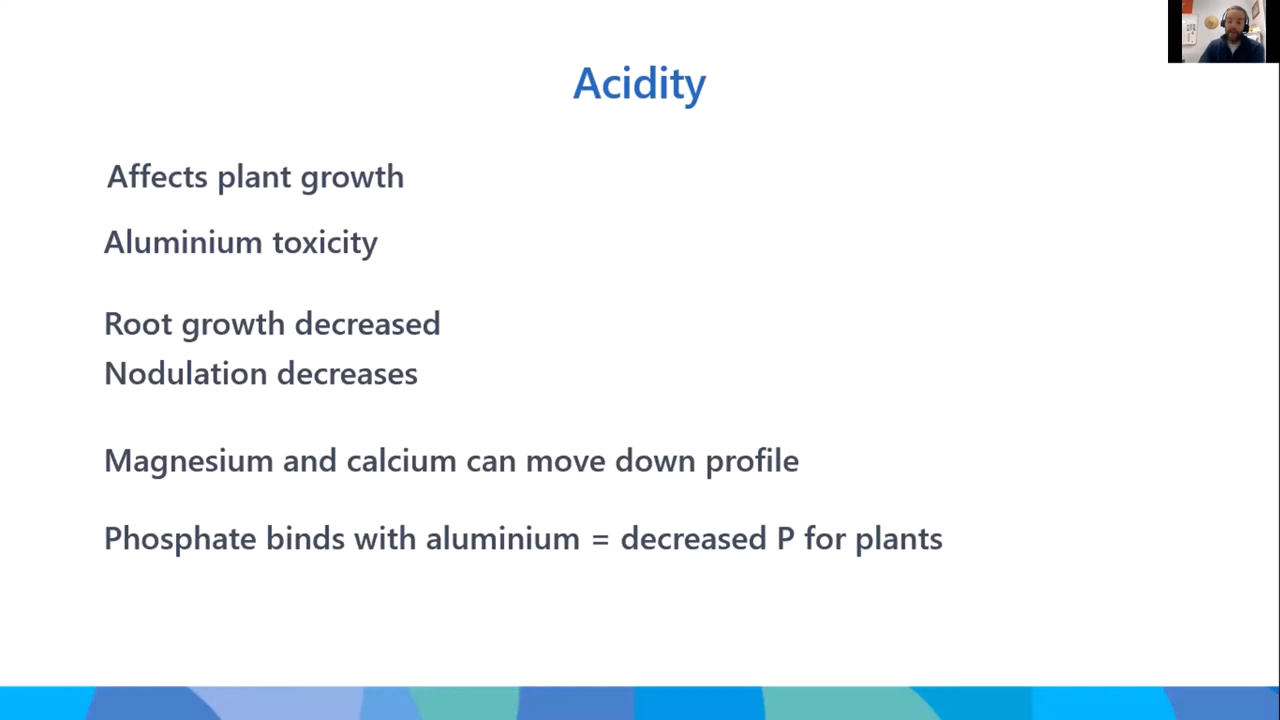 Acidity
Affects plant growth
Aluminium toxicity
Root growth decreased
Nodulation decreases
Magnesium and calcium can move down profile
Phosphate binds with aluminium = decreased P for plants